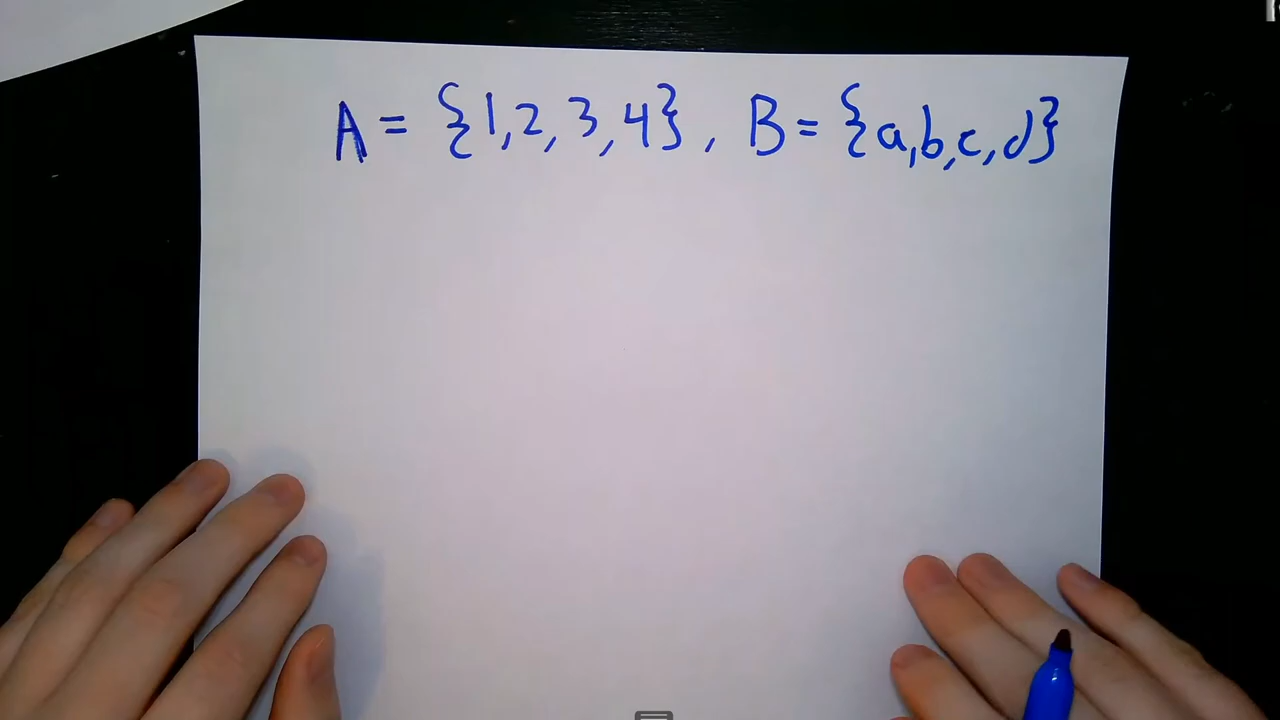 A = {1,2,3,4}, B = {a,b,c,d}